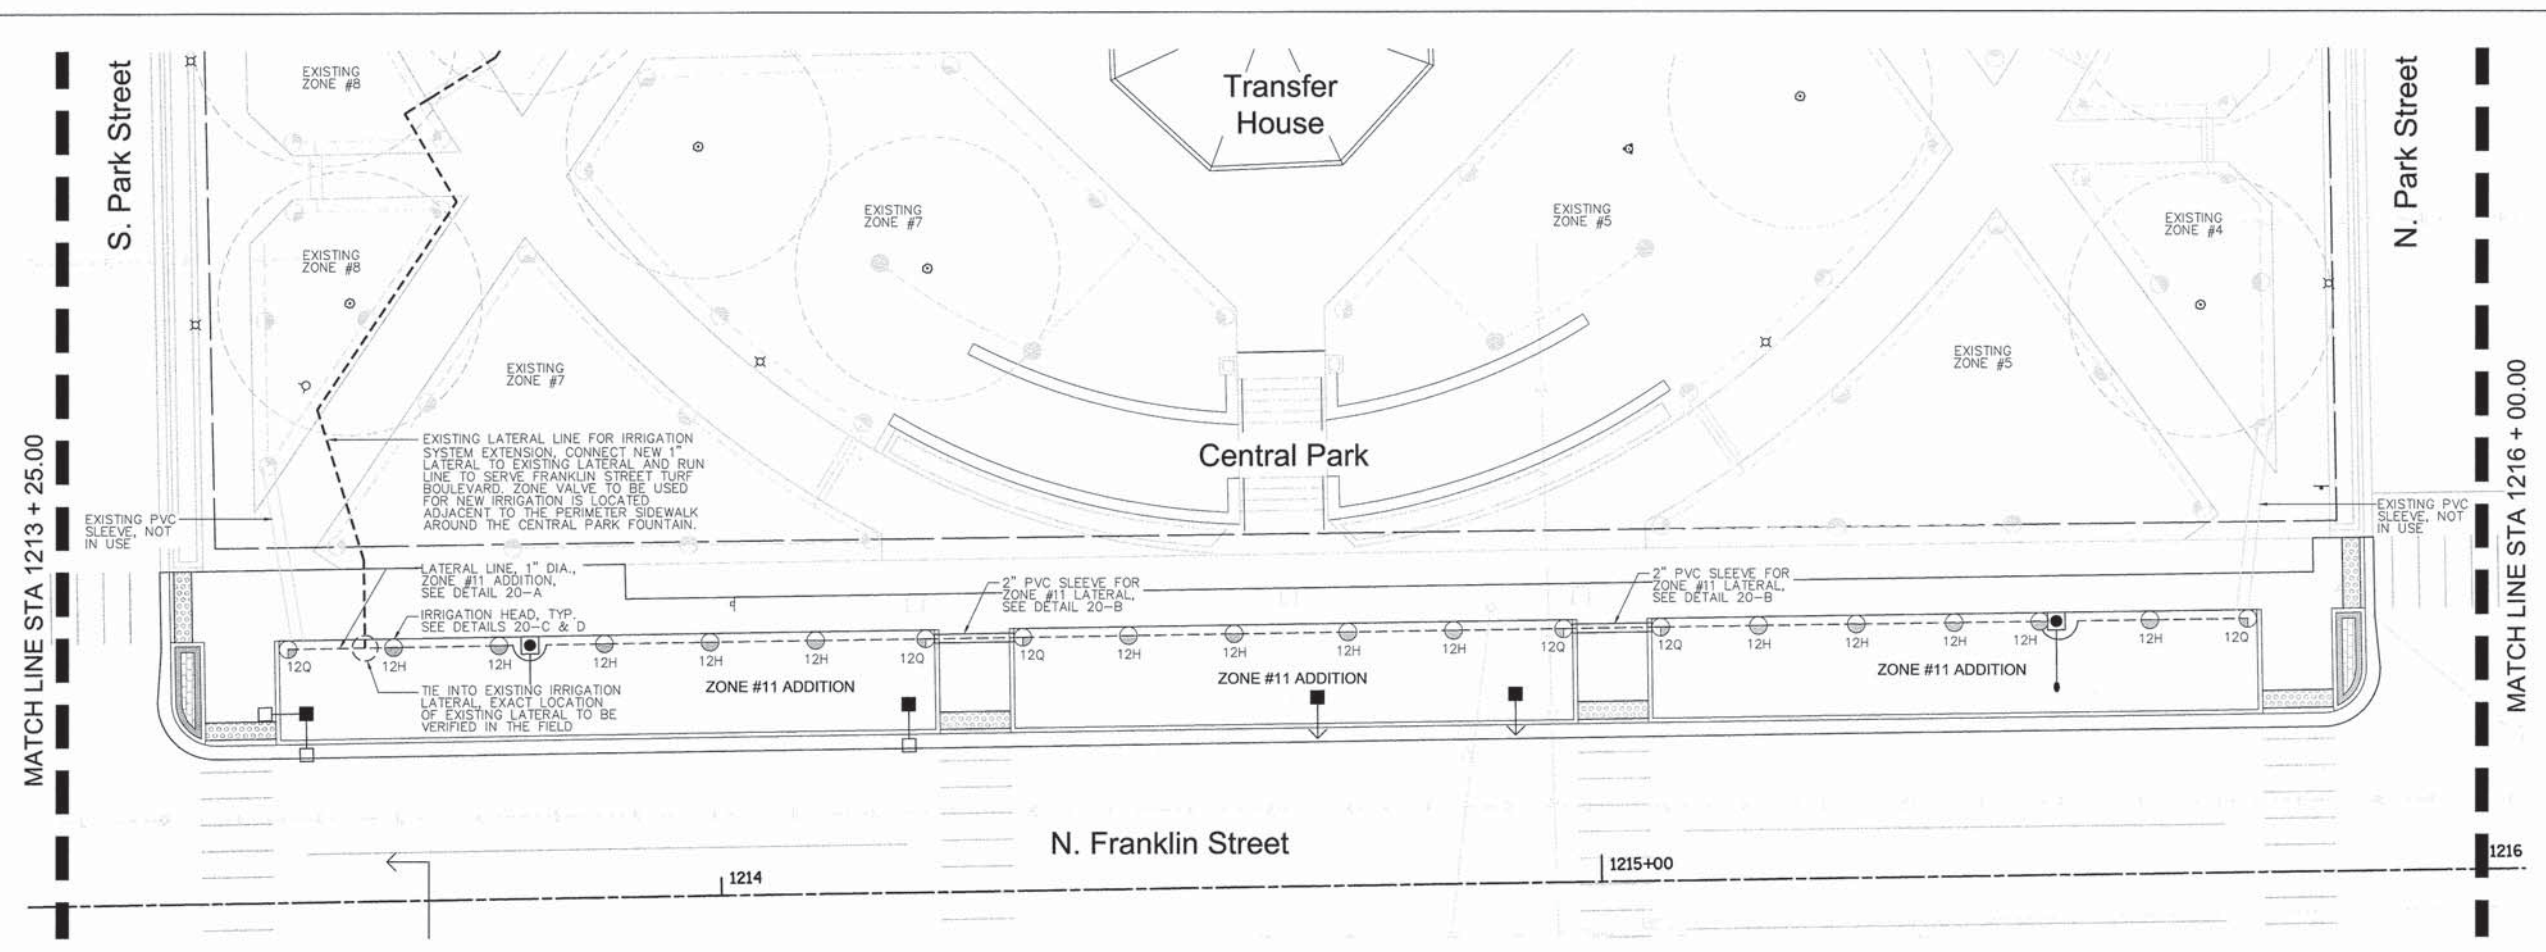 S. Park Street
N. Park Street
MATCH LINE STA 1213 + 25.00
MATCH LINE STA 1216 + 00.00
EXISTING
ZONE #8
EXISTING
ZONE #8
EXISTING
ZONE #7
EXISTING
ZONE #7
Transfer
House
EXISTING
ZONE #5
EXISTING
ZONE #5
EXISTING
ZONE #4
Central Park
EXISTING LATERAL LINE FOR IRRIGATION
SYSTEM EXTENSION, CONNECT NEW 1"
LATERAL TO EXISTING LATERAL AND RUN
LINE TO SERVE FRANKLIN STREET TURF
BOULEVARD. ZONE VALVE TO BE USED
FOR NEW IRRIGATION IS LOCATED
ADJACENT TO THE PERIMETER SIDEWALK
AROUND THE CENTRAL PARK FOUNTAIN.
EXISTING PVC
SLEEVE, NOT
IN USE
EXISTING PVC
SLEEVE, NOT
IN USE
LATERAL LINE, 1" DIA.,
ZONE #11 ADDITION,
SEE DETAIL 20-A
IRRIGATION HEAD, TYP.
SEE DETAILS 20-C & D
2" PVC SLEEVE FOR
ZONE #11 LATERAL,
SEE DETAIL 20-B
2" PVC SLEEVE FOR
ZONE #11 LATERAL,
SEE DETAIL 20-B
12Q 12H 12H 12H 12H 12H 12Q
12Q 12H 12H 12H 12H 12Q
12Q 12H 12H 12H 12H 12H 12Q
ZONE #11 ADDITION
ZONE #11 ADDITION
ZONE #11 ADDITION
TIE INTO EXISTING IRRIGATION
LATERAL, EXACT LOCATION
OF EXISTING LATERAL TO BE
VERIFIED IN THE FIELD
N. Franklin Street
1214
1215+00
1216